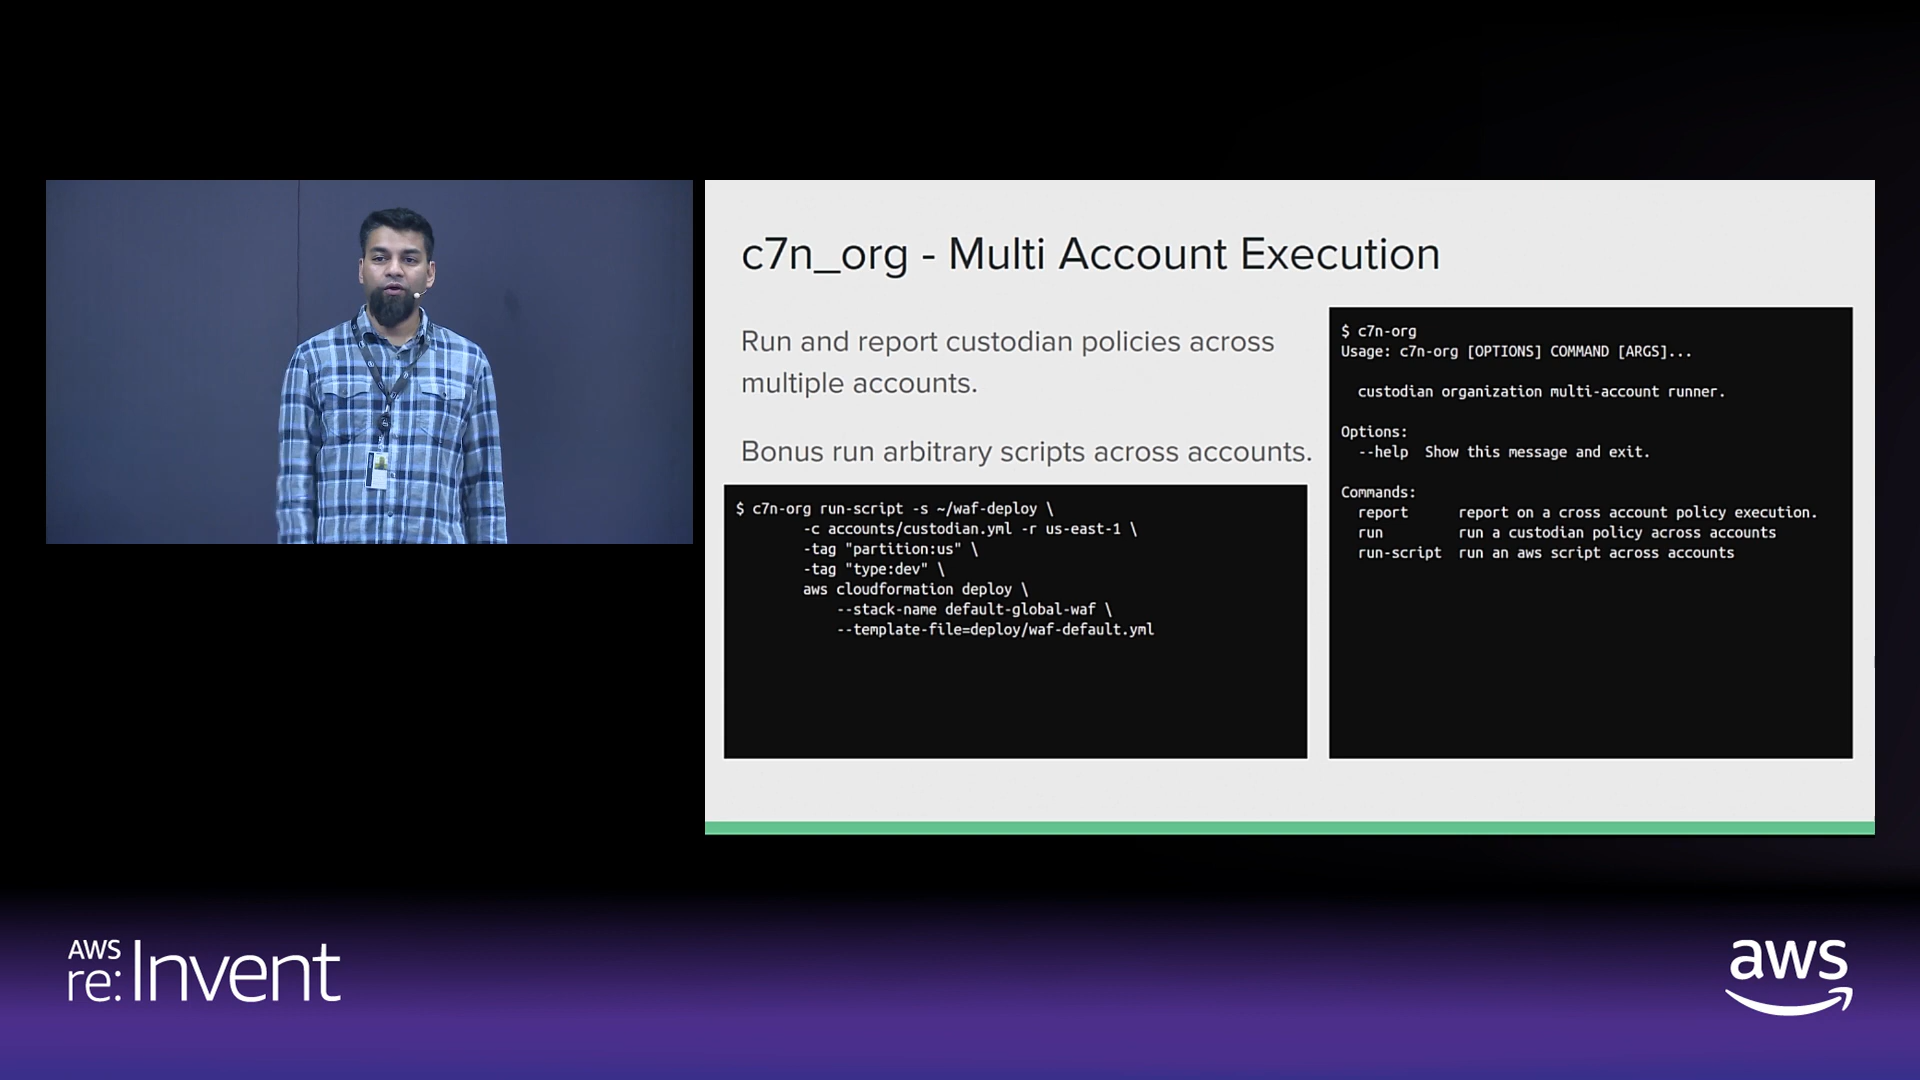 c7n_org - Multi Account Execution
Run and report custodian policies across
multiple accounts.
Bonus run arbitrary scripts across accounts.
$ c7n-org run-script -s ~/waf-deploy \
-c accounts/custodian.yml -r us-east-1 \
-tag "partition:us" \
-tag "type:dev" \
aws cloudformation deploy \
--stack-name default-global-waf \
--template-file=deploy/waf-default.yml
$ c7n-org
Usage: c7n-org [OPTIONS] COMMAND [ARGS]...
custodian organization multi-account runner.
Options:
--help Show this message and exit.
Commands:
report report on a cross account policy execution.
run run a custodian policy across accounts
run-script run an aws script across accounts
AWS
re:Invent
aws